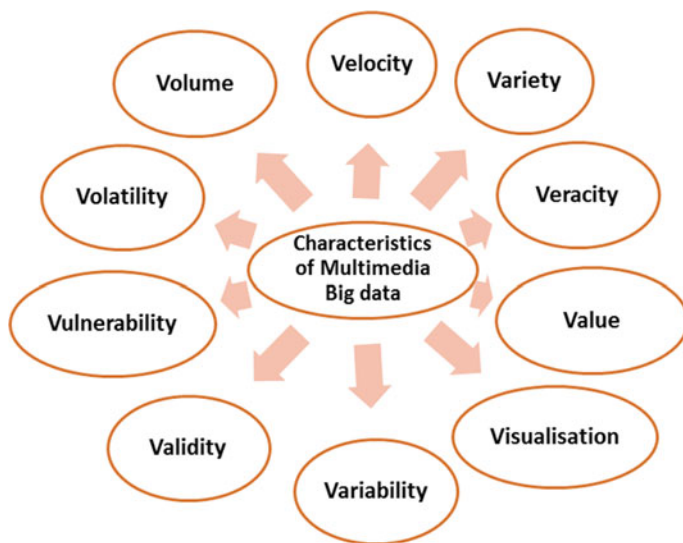 Volume
Velocity
Variety
Volatility
Veracity
Characteristics
of Multimedia
Big data
Vulnerability
Value
Validity
Visualisation
Variability